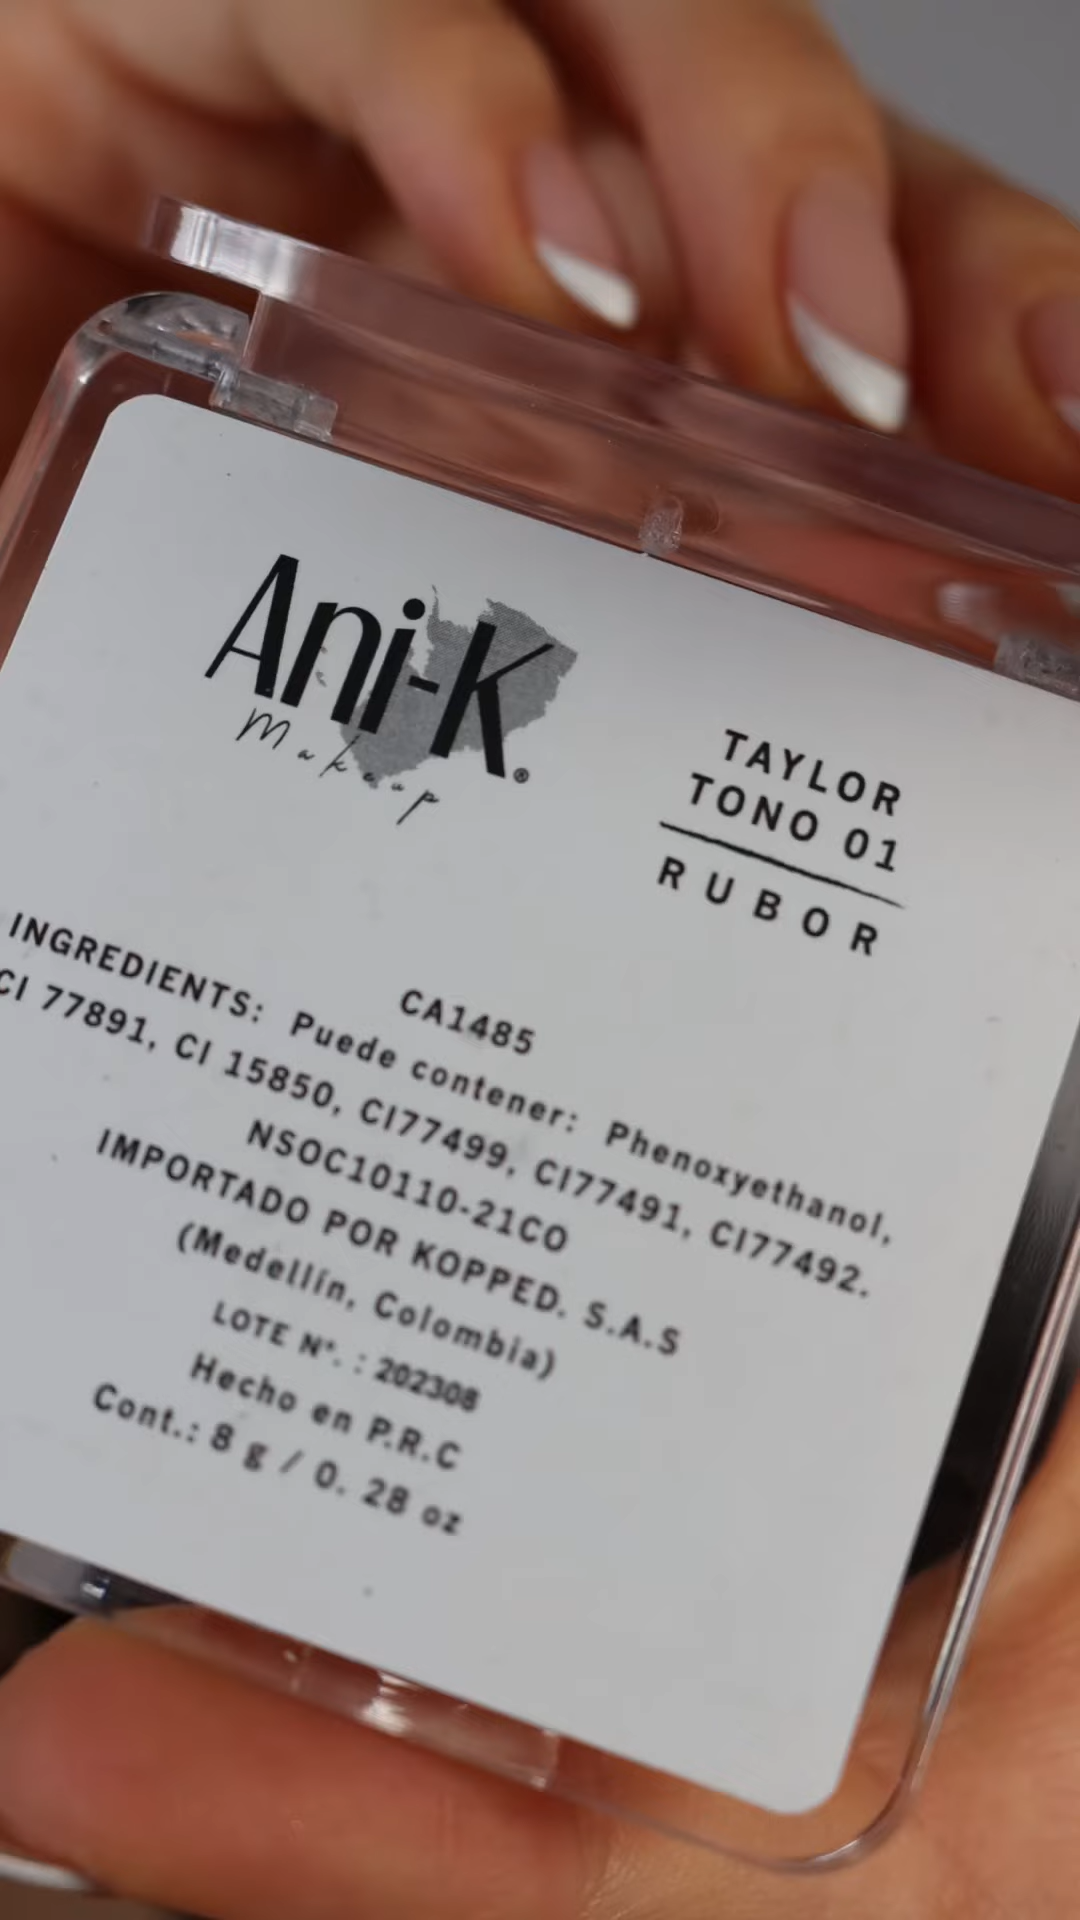 Ani-K®
Makeup
TAYLOR
TONO 01
RUBOR
CA1485
INGREDIENTS: Puede contener: Phenoxyethanol,
CI 77891, CI 15850, CI77499, CI77491, CI77492.
NSOC10110-21CO
IMPORTADO POR KOPPED. S.A.S
(Medellín, Colombia)
LOTE N°. : 202308
Hecho en P.R.C
Cont.: 8 g / 0. 28 oz